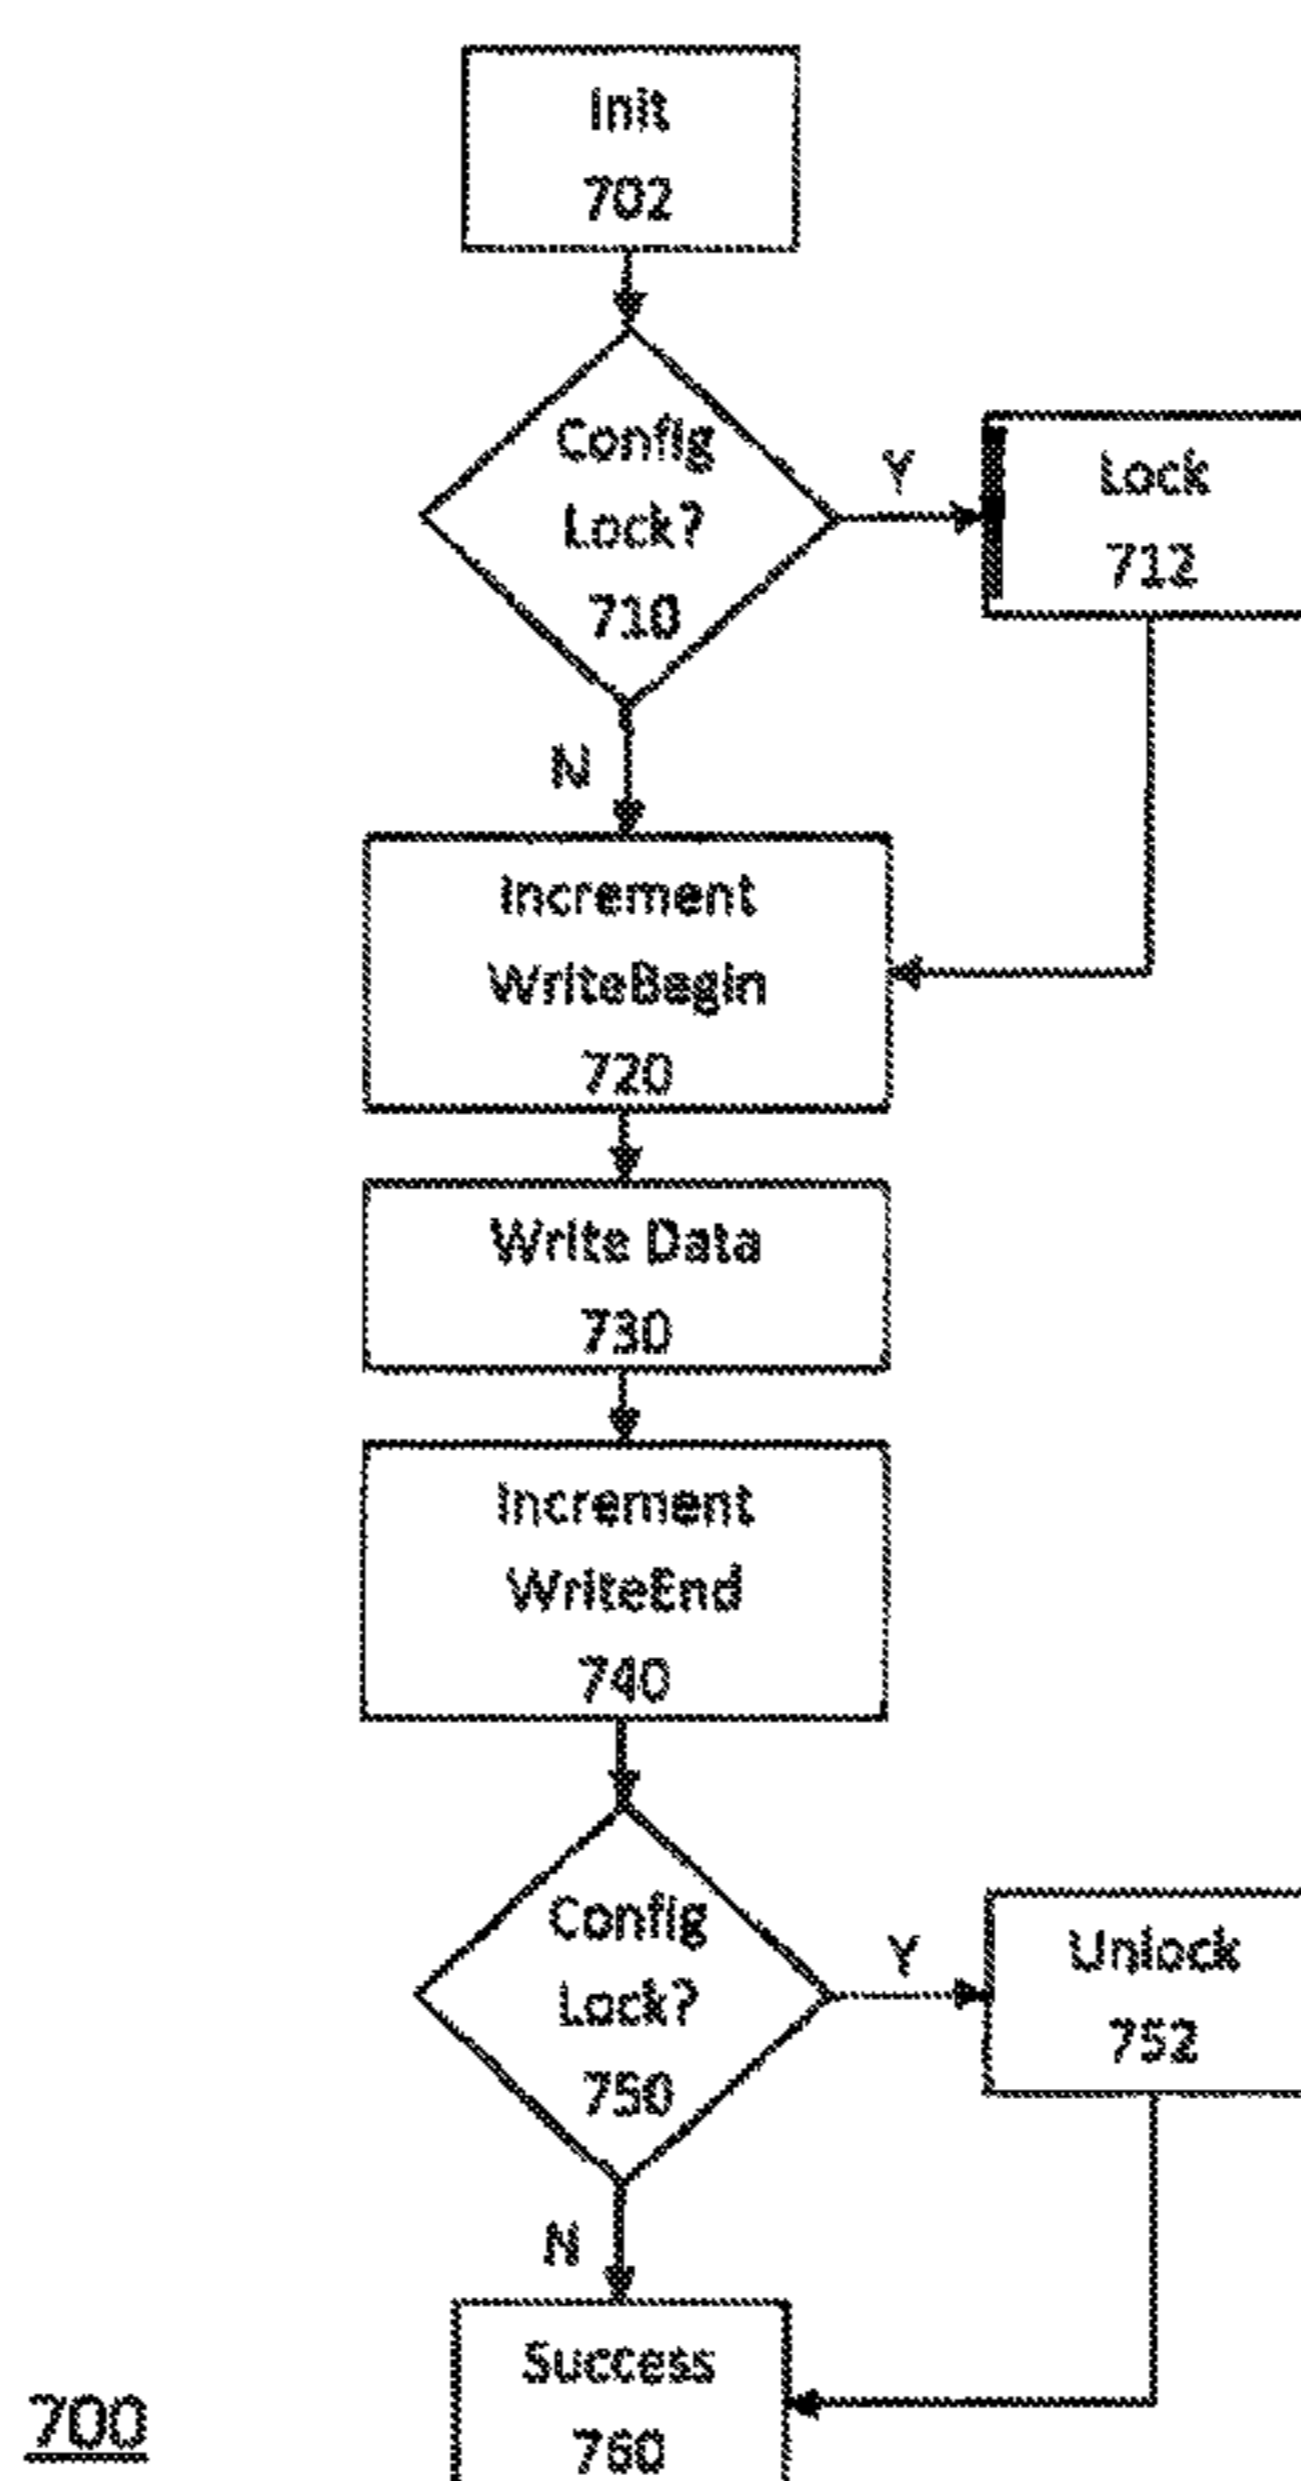 Init
702
Config
Lock?
710
Y
Lock
712
N
Increment
WriteBegin
720
Write Data
730
Increment
WriteEnd
740
Config
Lock?
750
Y
Unlock
752
N
Success
760
700